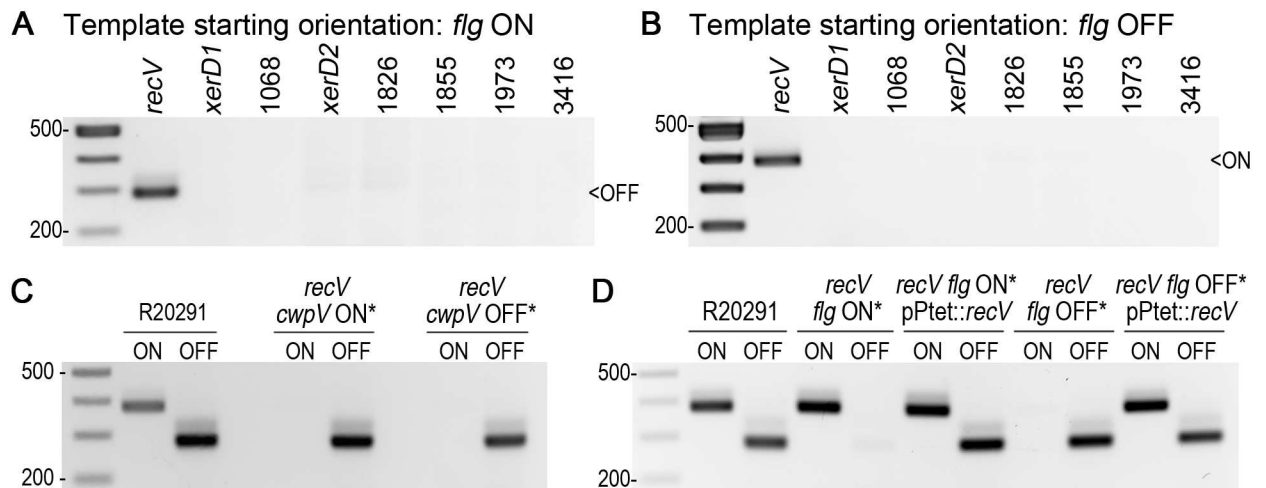 A Template starting orientation: flg ON
recV xerD1 1068 xerD2 1826 1855 1973 3416
500-
<OFF
200-
B Template starting orientation: flg OFF
recV xerD1 1068 xerD2 1826 1855 1973 3416
500-
<ON
200-
C
R20291
recV
cwpV ON*
recV
cwpV OFF*
ON OFF ON OFF ON OFF
500 -
200 -
D
R20291
recV
flg ON*
recV flg ON*
pPtet::recV
recV
flg OFF*
recV flg OFF*
pPtet::recV
ON OFF ON OFF ON OFF ON OFF ON OFF
500-
200-